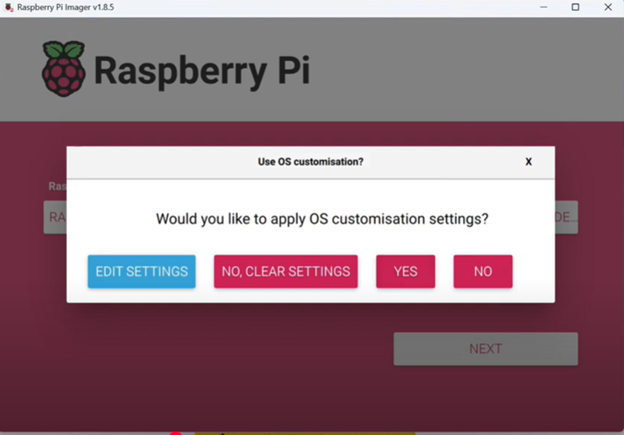 Raspberry Pi Imager v1.8.5
Raspberry Pi
Use OS customisation?
X
Ras
RA
DE...
Would you like to apply OS customisation settings?
EDIT SETTINGS
NO, CLEAR SETTINGS
YES
NO
NEXT